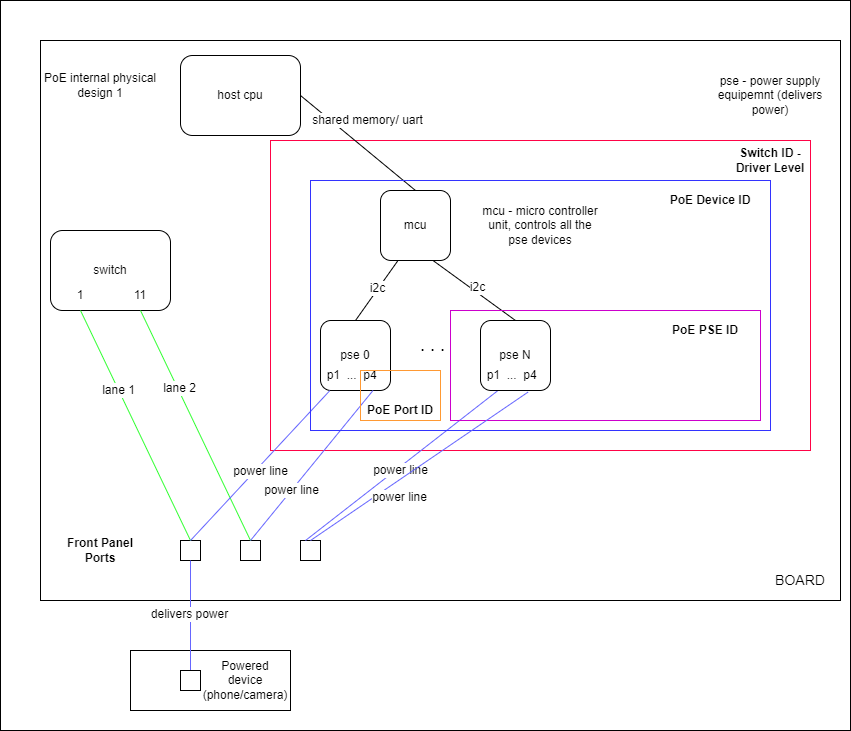 PoE internal physical
design 1
host cpu
pse - power supply
equipemnt (delivers
power)
shared memory/ uart
Switch ID -
Driver Level
PoE Device ID
mcu
mcu - micro controller
unit, controls all the
pse devices
switch
1 11
i2c
i2c
PoE PSE ID
pse 0
. . .
pse N
p1 ... p4
p1 ... p4
lane 1
lane 2
PoE Port ID
power line
power line
power line
power line
Front Panel
Ports
BOARD
delivers power
Powered
device
(phone/camera)